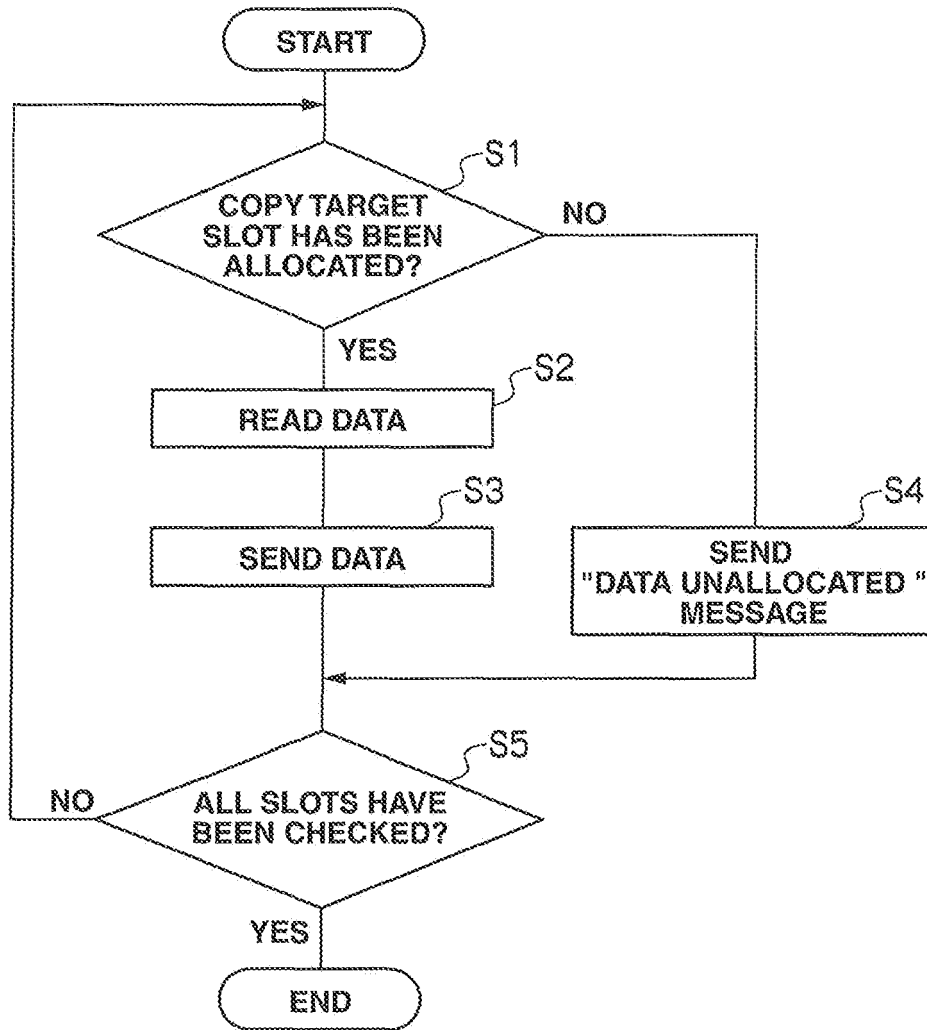 START
S1
COPY TARGET
SLOT HAS BEEN
ALLOCATED?
NO
YES
S2
READ DATA
S3
SEND DATA
S4
SEND
"DATA UNALLOCATED "
MESSAGE
S5
ALL SLOTS HAVE
BEEN CHECKED?
NO
YES
END